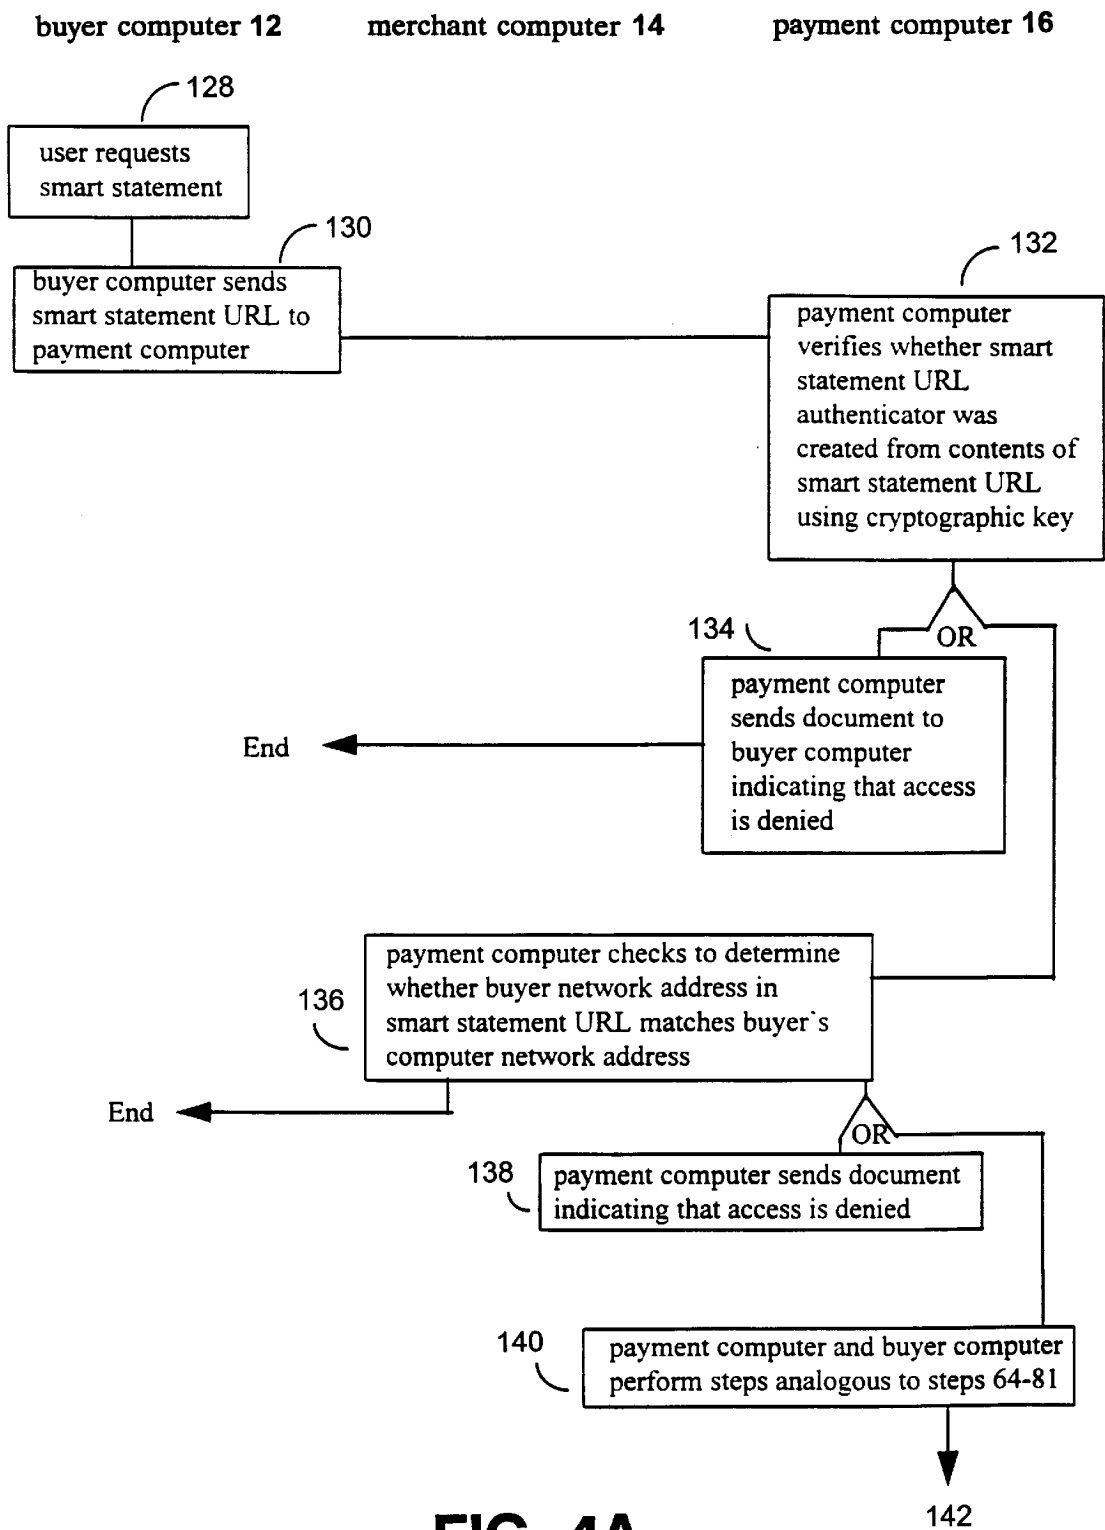 buyer computer 12 merchant computer 14 payment computer 16
128
user requests
smart statement
130
buyer computer sends
smart statement URL to
payment computer
132
payment computer
verifies whether smart
statement URL
authenticator was
created from contents of
smart statement URL
using cryptographic key
OR
134
payment computer
sends document to
buyer computer
indicating that access
is denied
End
136
payment computer checks to determine
whether buyer network address in
smart statement URL matches buyer's
computer network address
End
OR
138
payment computer sends document
indicating that access is denied
140
payment computer and buyer computer
perform steps analogous to steps 64-81
142
FIG. 4A